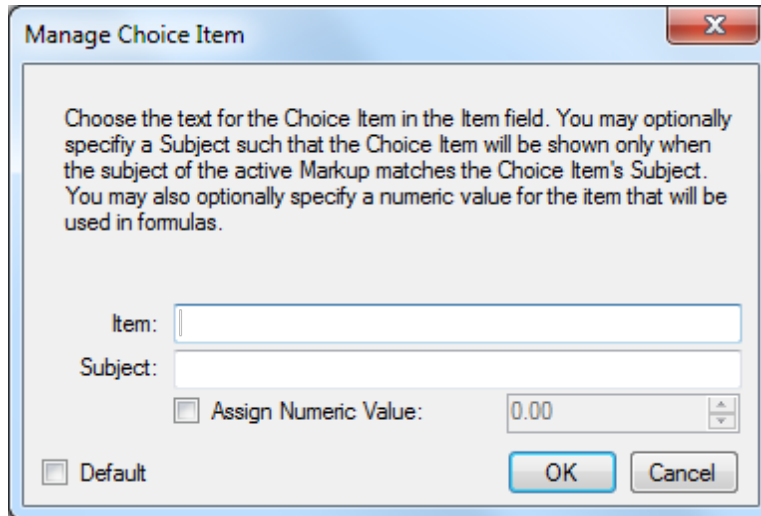 Manage Choice Item
Choose the text for the Choice Item in the Item field. You may optionally
specifiy a Subject such that the Choice Item will be shown only when
the subject of the active Markup matches the Choice Item's Subject.
You may also optionally specify a numeric value for the item that will be
used in formulas.
Item:
Subject:
Assign Numeric Value: 0.00
Default OK Cancel